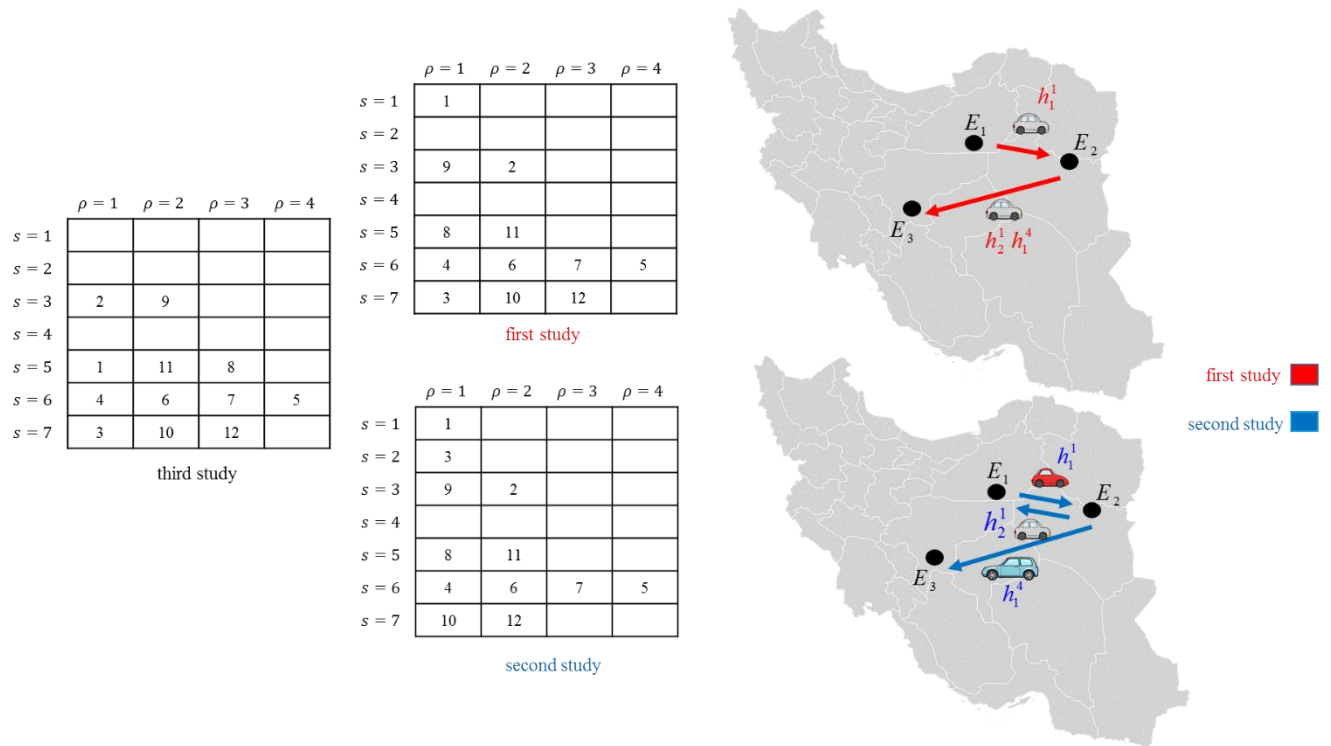 ρ = 1 ρ = 2 ρ = 3 ρ = 4
s = 1
s = 2
s = 3 2 9
s = 4
s = 5 1 11 8
s = 6 4 6 7 5
s = 7 3 10 12
third study
ρ = 1 ρ = 2 ρ = 3 ρ = 4
s = 1 1
s = 2
s = 3 9 2
s = 4
s = 5 8 11
s = 6 4 6 7 5
s = 7 3 10 12
first study
ρ = 1 ρ = 2 ρ = 3 ρ = 4
s = 1 1
s = 2 3
s = 3 9 2
s = 4
s = 5 8 11
s = 6 4 6 7 5
s = 7 10 12
second study
h₁¹
E₁
E₂
E₃
h₂¹ h₁⁴
first study
second study
h₁¹
E₁
E₂
h₂¹
E₃
h₁⁴